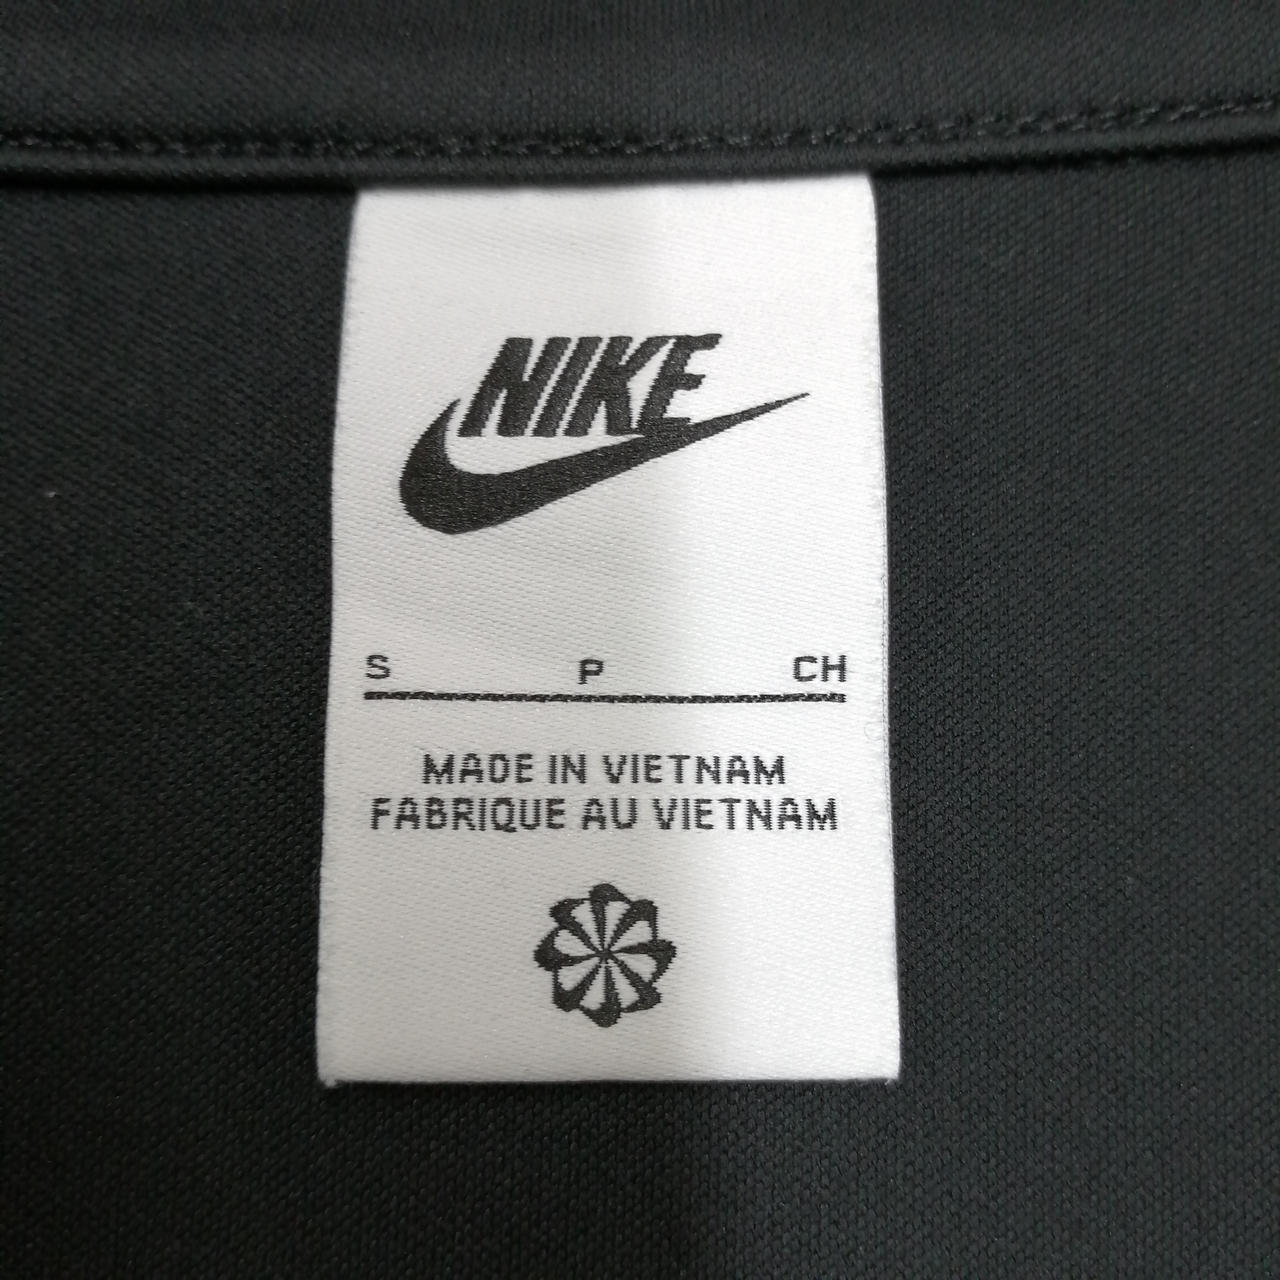 NIKE
S P CH
MADE IN VIETNAM
FABRIQUE AU VIETNAM